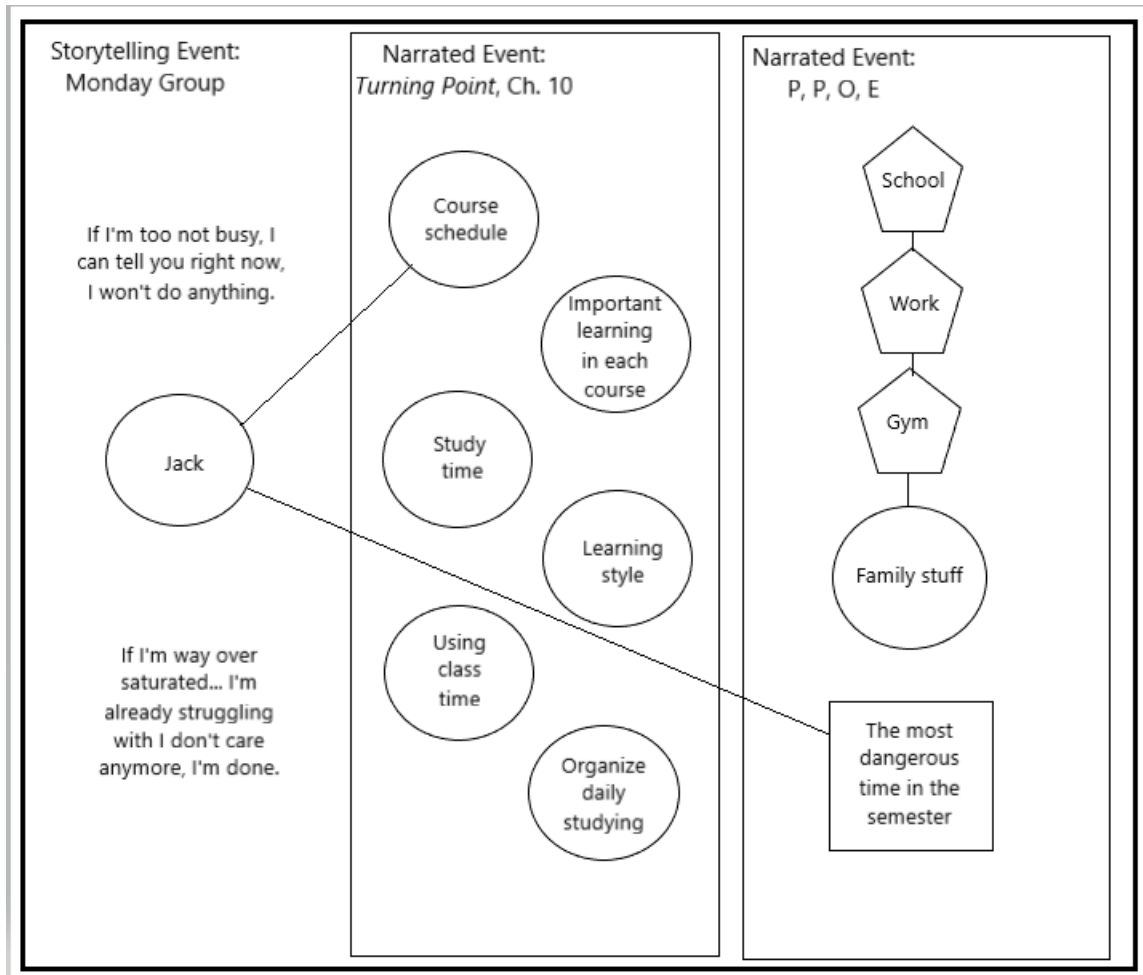 Storytelling Event:
Monday Group
If I'm too not busy, I
can tell you right now,
I won't do anything.
Jack
If I'm way over
saturated... I'm
already struggling
with I don't care
anymore, I'm done.
Narrated Event:
Turning Point, Ch. 10
Course
schedule
Important
learning
in each
course
Study
time
Learning
style
Using
class
time
Organize
daily
studying
Narrated Event:
P, P, O, E
School
Work
Gym
Family stuff
The most
dangerous
time in the
semester